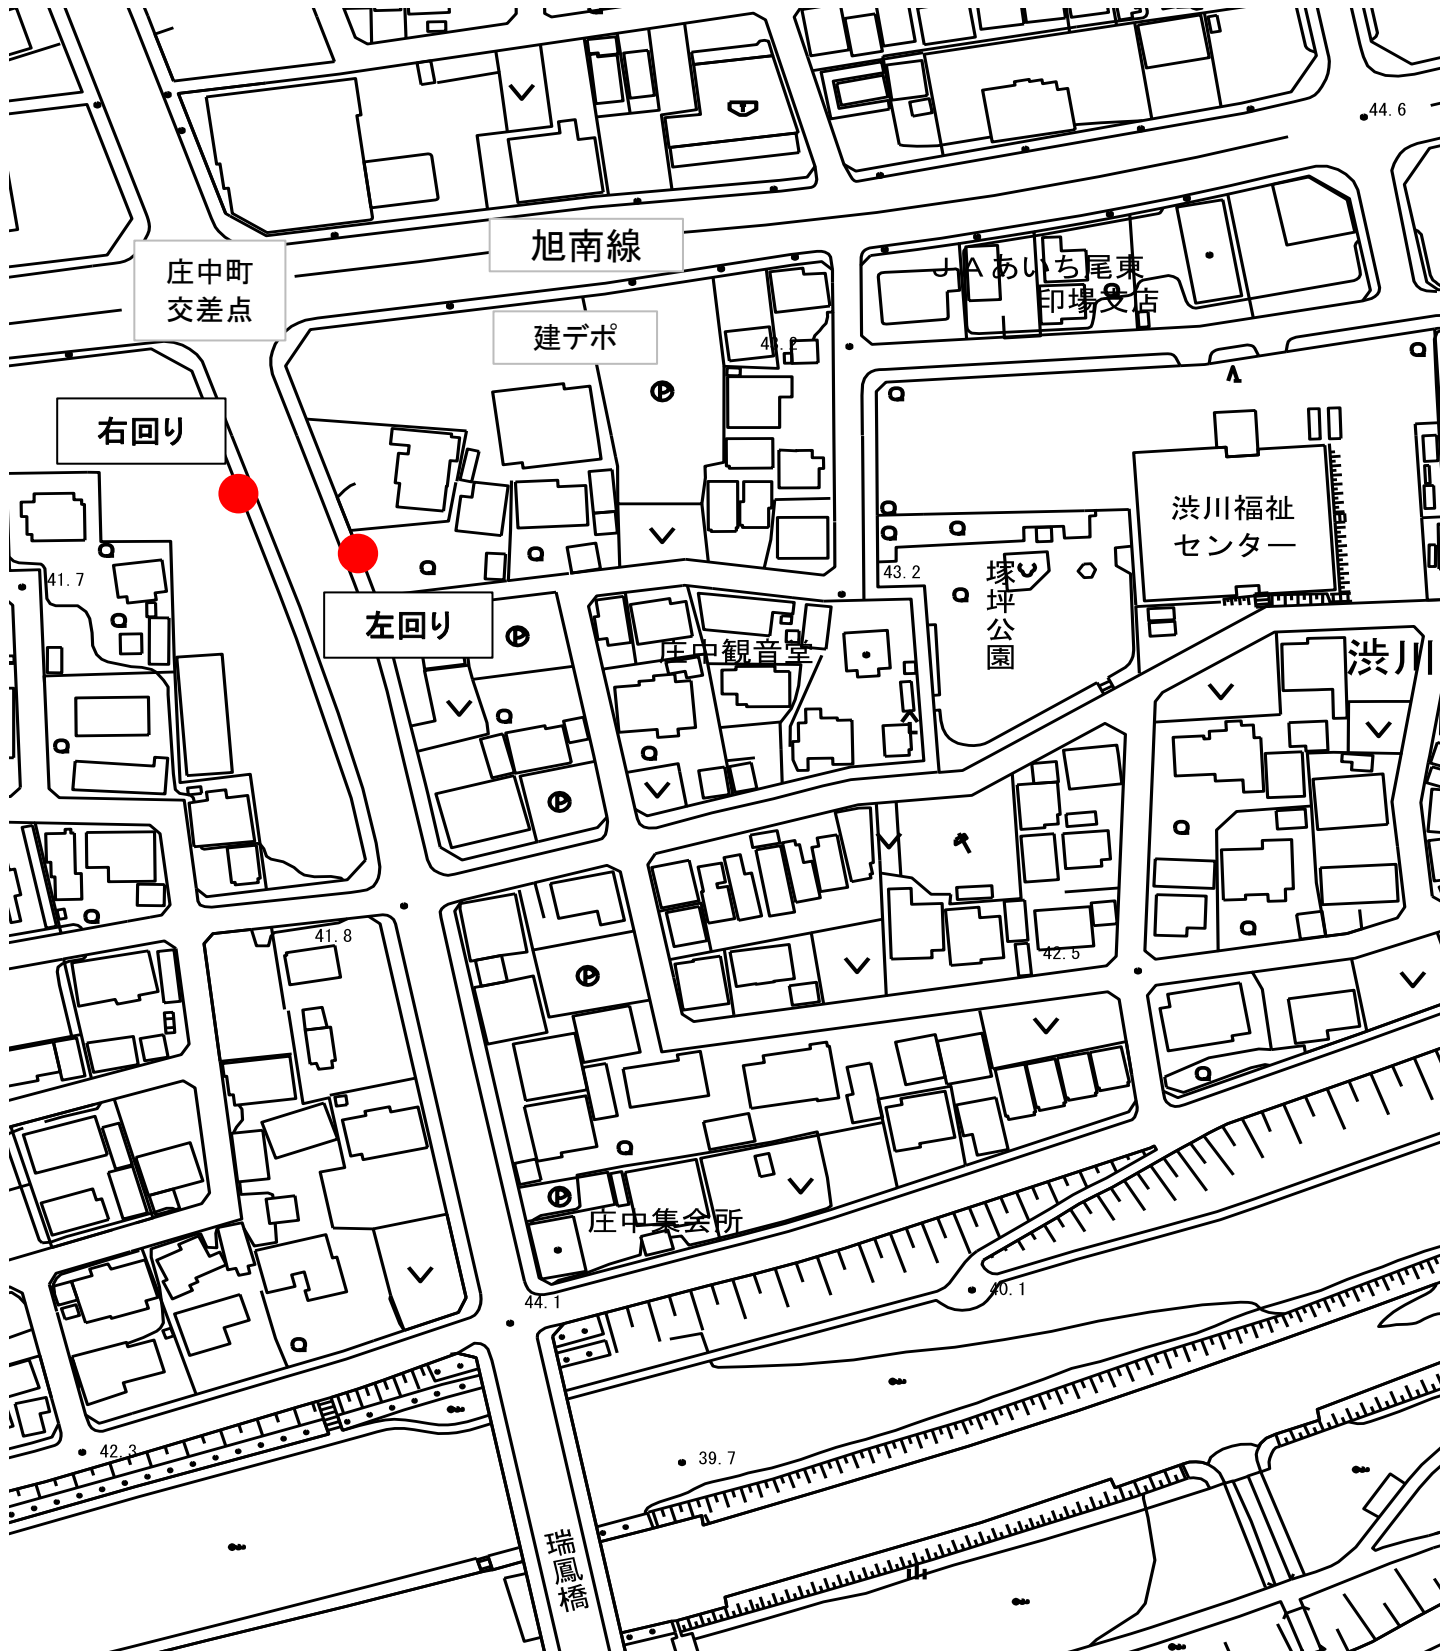 44.6
旭南線
庄中町
交差点
JAあいち尾東
印場支店
建デポ
43.2
右回り
渋川福祉
センター
41.7
43.2
塚坪公園
左回り
庄中観音堂
渋川
41.8
42.5
庄中集会所
44.1
40.1
42.3
39.7
瑞鳳橋